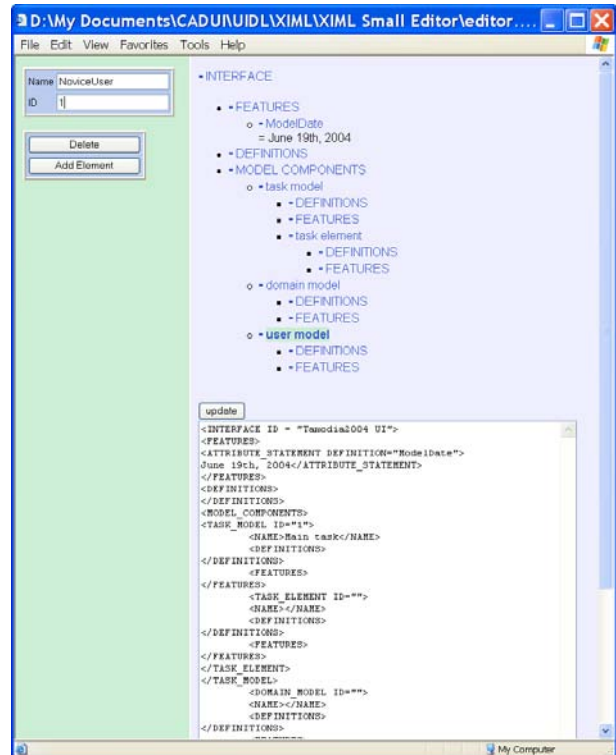 D:\My Documents\CADUI\UIDL\XIML\XIML Small Editor\editor....
File Edit View Favorites Tools Help
Name NoviceUser
ID 1
Delete
Add Element
- INTERFACE
- FEATURES
- ModelDate
= June 19th, 2004
- DEFINITIONS
- MODEL COMPONENTS
- task model
- DEFINITIONS
- FEATURES
- task element
- DEFINITIONS
- FEATURES
- domain model
- DEFINITIONS
- FEATURES
- user model
- DEFINITIONS
- FEATURES
update
<INTERFACE ID = "Tamodia2004 UI">
<FEATURES>
<ATTRIBUTE_STATEMENT DEFINITION="ModelDate">
June 19th, 2004</ATTRIBUTE_STATEMENT>
</FEATURES>
<DEFINITIONS>
</DEFINITIONS>
<MODEL_COMPONENTS>
<TASK_MODEL ID="1">
<NAME>Main task</NAME>
<DEFINITIONS>
</DEFINITIONS>
<FEATURES>
</FEATURES>
<TASK_ELEMENT ID="">
<NAME></NAME>
<DEFINITIONS>
</DEFINITIONS>
<FEATURES>
</FEATURES>
</TASK_ELEMENT>
</TASK_MODEL>
<DOMAIN_MODEL ID="">
<NAME></NAME>
<DEFINITIONS>
</DEFINITIONS>
<FEATURES>
My Computer